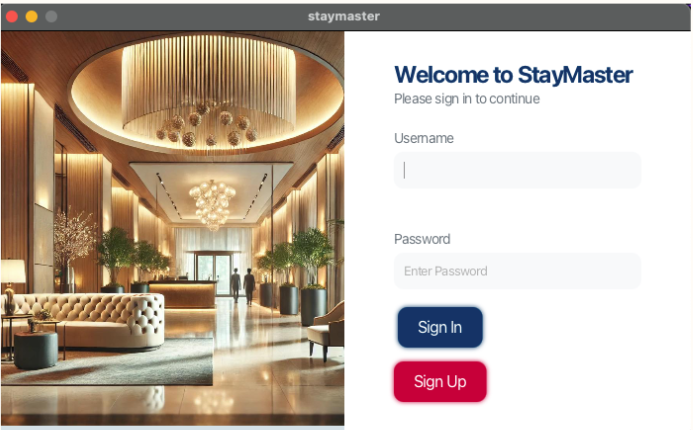 staymaster
Welcome to StayMaster
Please sign in to continue
Username
Password
Enter Password
Sign In
Sign Up